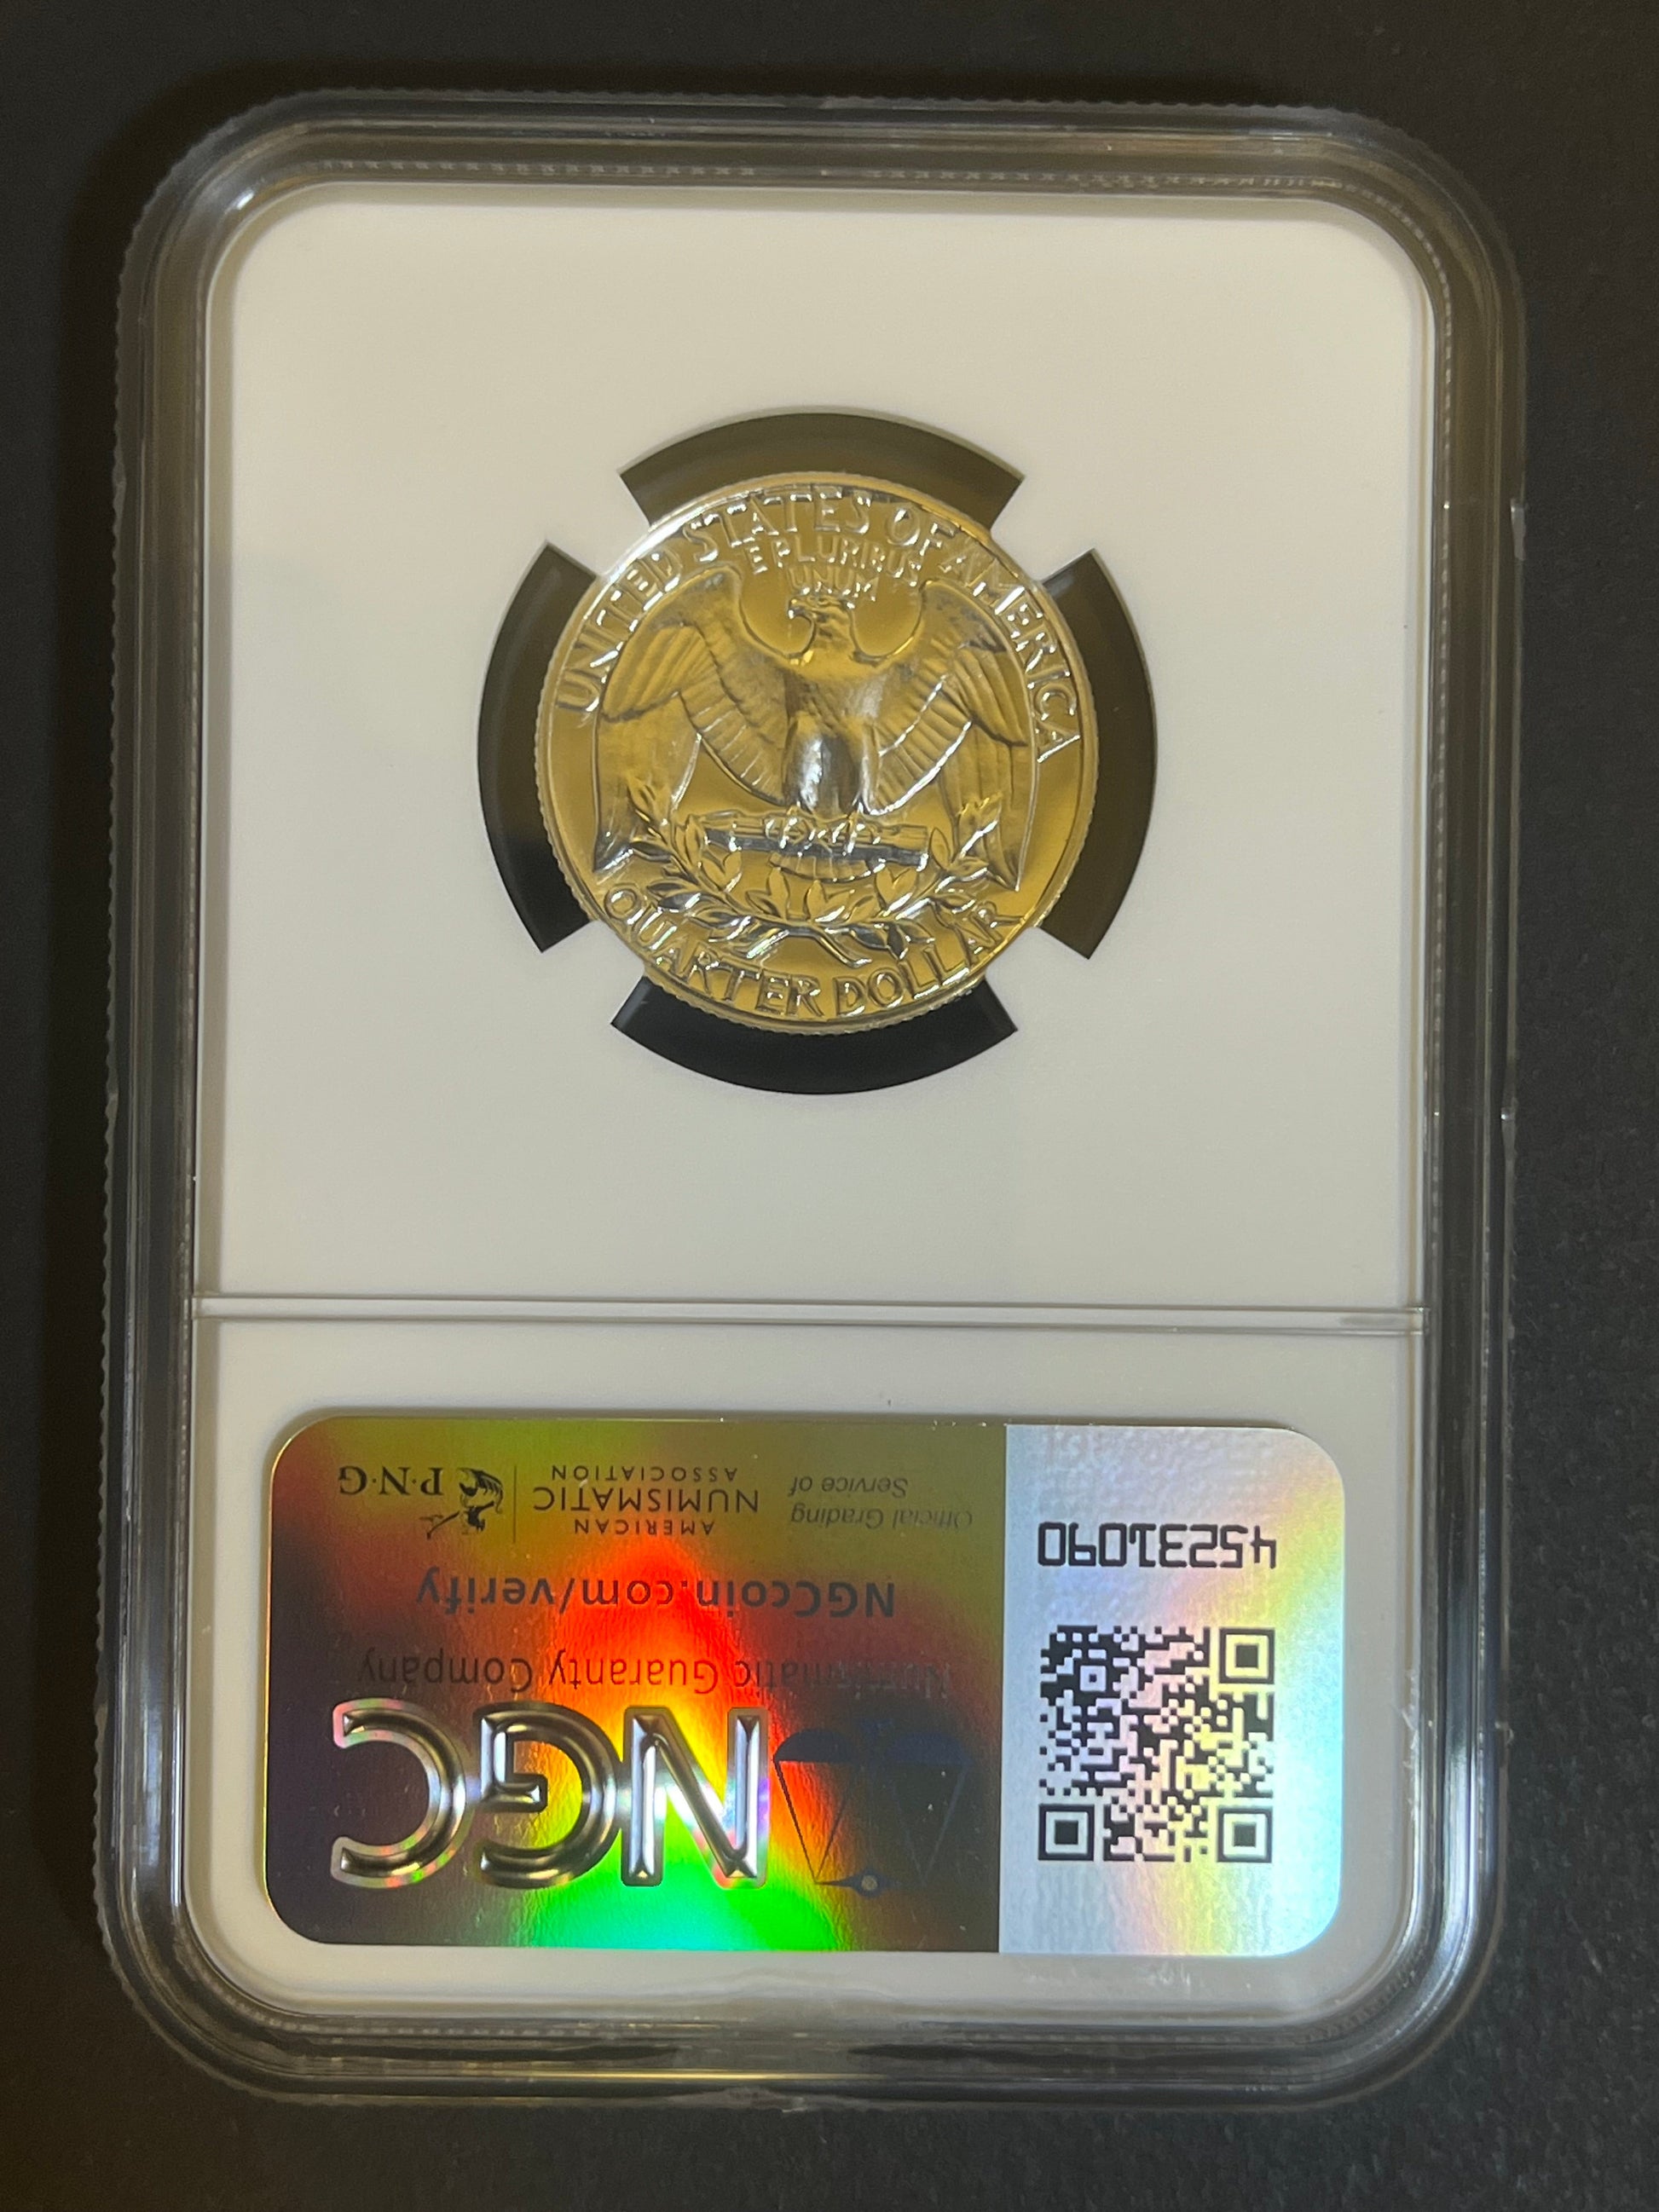 UNITED STATES OF AMERICA
E PLURIBUS
UNUM
QUARTER DOLLAR
NGC
Numismatic Guaranty Company
NGCcoin.com/verify
Official Grading
Service of
AMERICAN
NUMISMATIC
ASSOCIATION
P·N·G
45231090